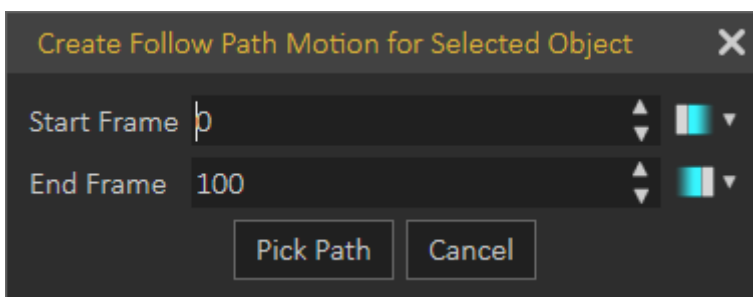 Create Follow Path Motion for Selected Object
Start Frame 0
End Frame 100
Pick Path Cancel